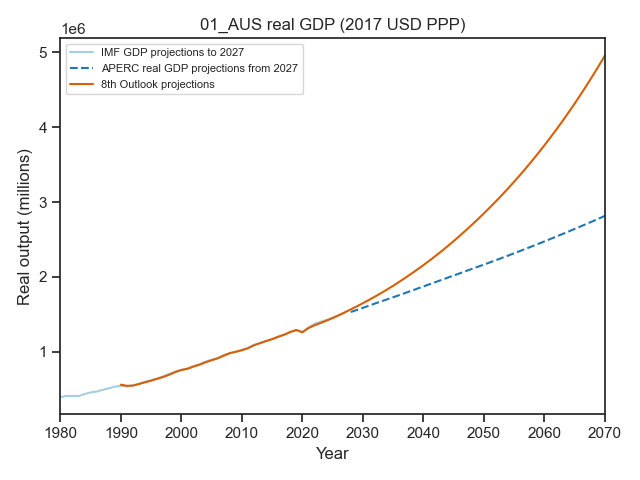 01_AUS real GDP (2017 USD PPP)
1e6
IMF GDP projections to 2027
APERC real GDP projections from 2027
8th Outlook projections
5
4
3
2
1
Real output (millions)
1980 1990 2000 2010 2020 2030 2040 2050 2060 2070
Year